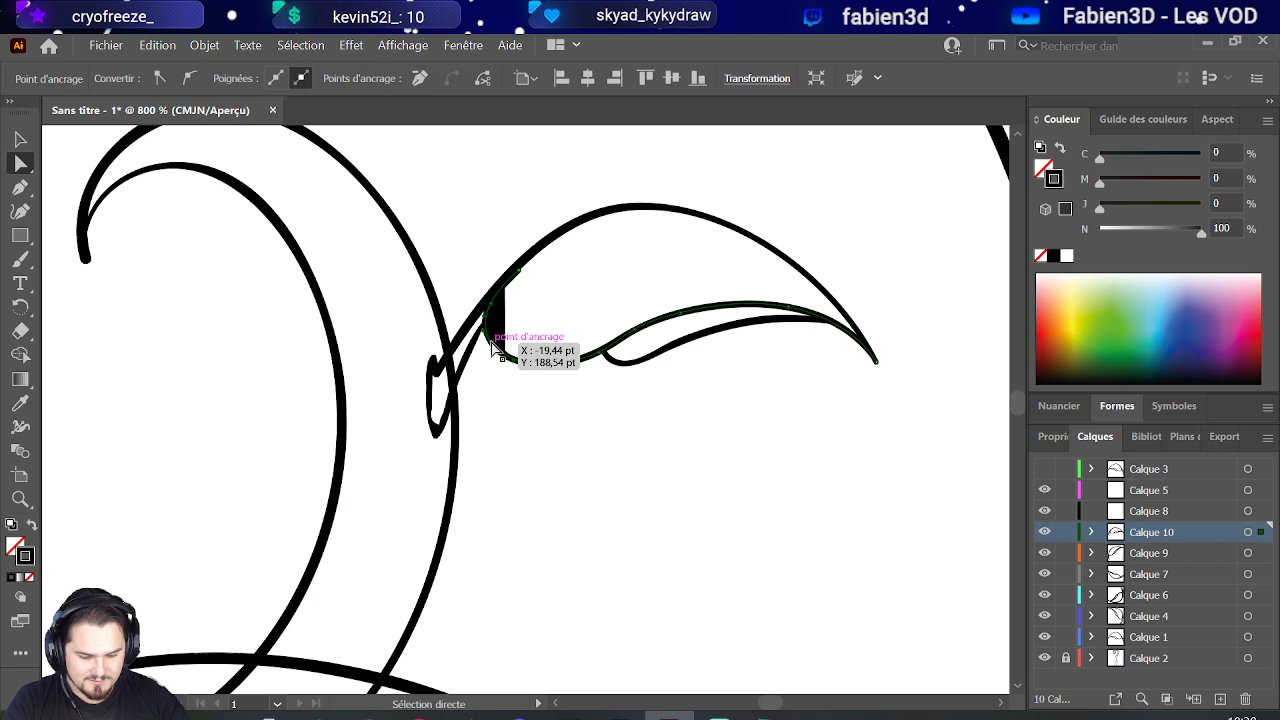 cryofreeze_
kevin52i_: 10
skyad_kykydraw
fabien3d
Fabien3D - Les VOD
Ai
Fichier Edition Objet Texte Sélection Effet Affichage Fenêtre Aide
Rechercher dan
Point d'ancrage Convertir : Poignées : Points d'ancrage : Transformation
Sans titre - 1* @ 800 % (CMJN/Aperçu) ×
Couleur Guide des couleurs Aspect
C 0 %
M 0 %
J 0 %
N 100 %
point d'ancrage
X : -19,44 pt
Y : 188,54 pt
Nuancier Formes Symboles
Propri Calques Bibliot Plans d Export
Calque 3
Calque 5
Calque 8
Calque 10
Calque 9
Calque 7
Calque 6
Calque 4
Calque 1
Calque 2
10 Cal...
1 Sélection directe